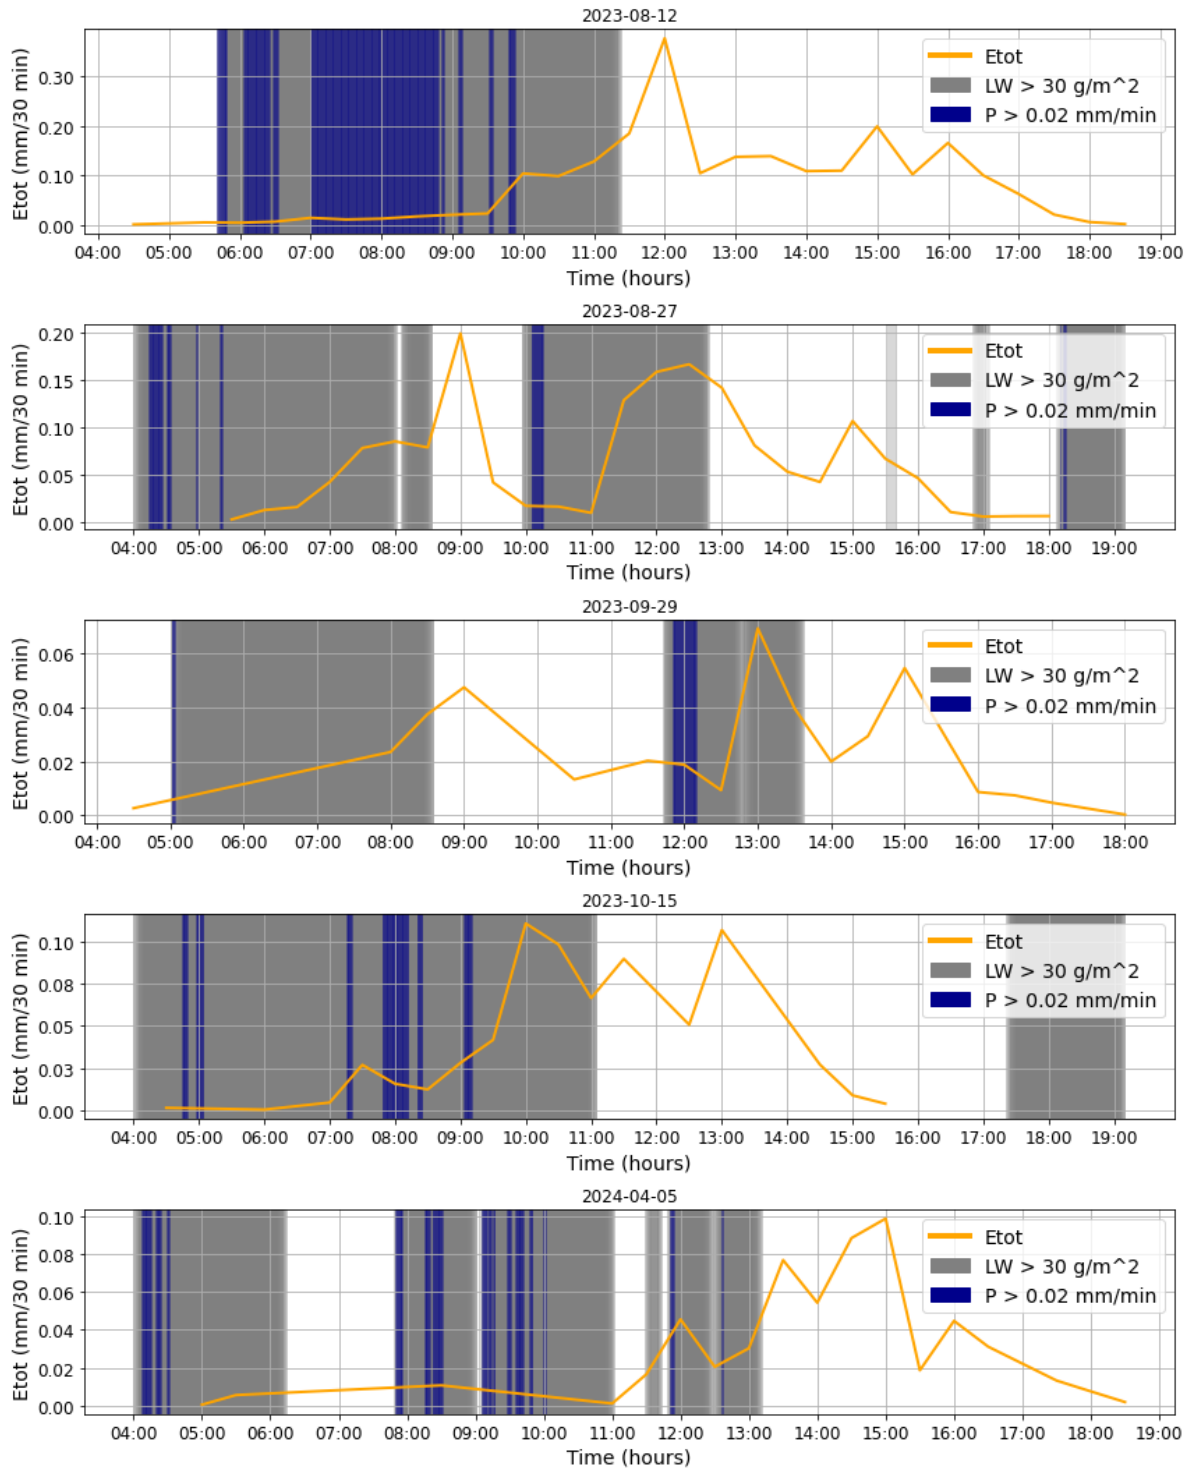 2023-08-12
Etot (mm/30 min)
0.30
0.20
0.10
0.00
Etot
LW > 30 g/m^2
P > 0.02 mm/min
04:00 05:00 06:00 07:00 08:00 09:00 10:00 11:00 12:00 13:00 14:00 15:00 16:00 17:00 18:00 19:00
Time (hours)
2023-08-27
Etot (mm/30 min)
0.20
0.15
0.10
0.05
0.00
Etot
LW > 30 g/m^2
P > 0.02 mm/min
04:00 05:00 06:00 07:00 08:00 09:00 10:00 11:00 12:00 13:00 14:00 15:00 16:00 17:00 18:00 19:00
Time (hours)
2023-09-29
Etot (mm/30 min)
0.06
0.04
0.02
0.00
Etot
LW > 30 g/m^2
P > 0.02 mm/min
04:00 05:00 06:00 07:00 08:00 09:00 10:00 11:00 12:00 13:00 14:00 15:00 16:00 17:00 18:00
Time (hours)
2023-10-15
Etot (mm/30 min)
0.10
0.08
0.05
0.03
0.00
Etot
LW > 30 g/m^2
P > 0.02 mm/min
04:00 05:00 06:00 07:00 08:00 09:00 10:00 11:00 12:00 13:00 14:00 15:00 16:00 17:00 18:00 19:00
Time (hours)
2024-04-05
Etot (mm/30 min)
0.10
0.08
0.06
0.04
0.02
0.00
Etot
LW > 30 g/m^2
P > 0.02 mm/min
04:00 05:00 06:00 07:00 08:00 09:00 10:00 11:00 12:00 13:00 14:00 15:00 16:00 17:00 18:00 19:00
Time (hours)